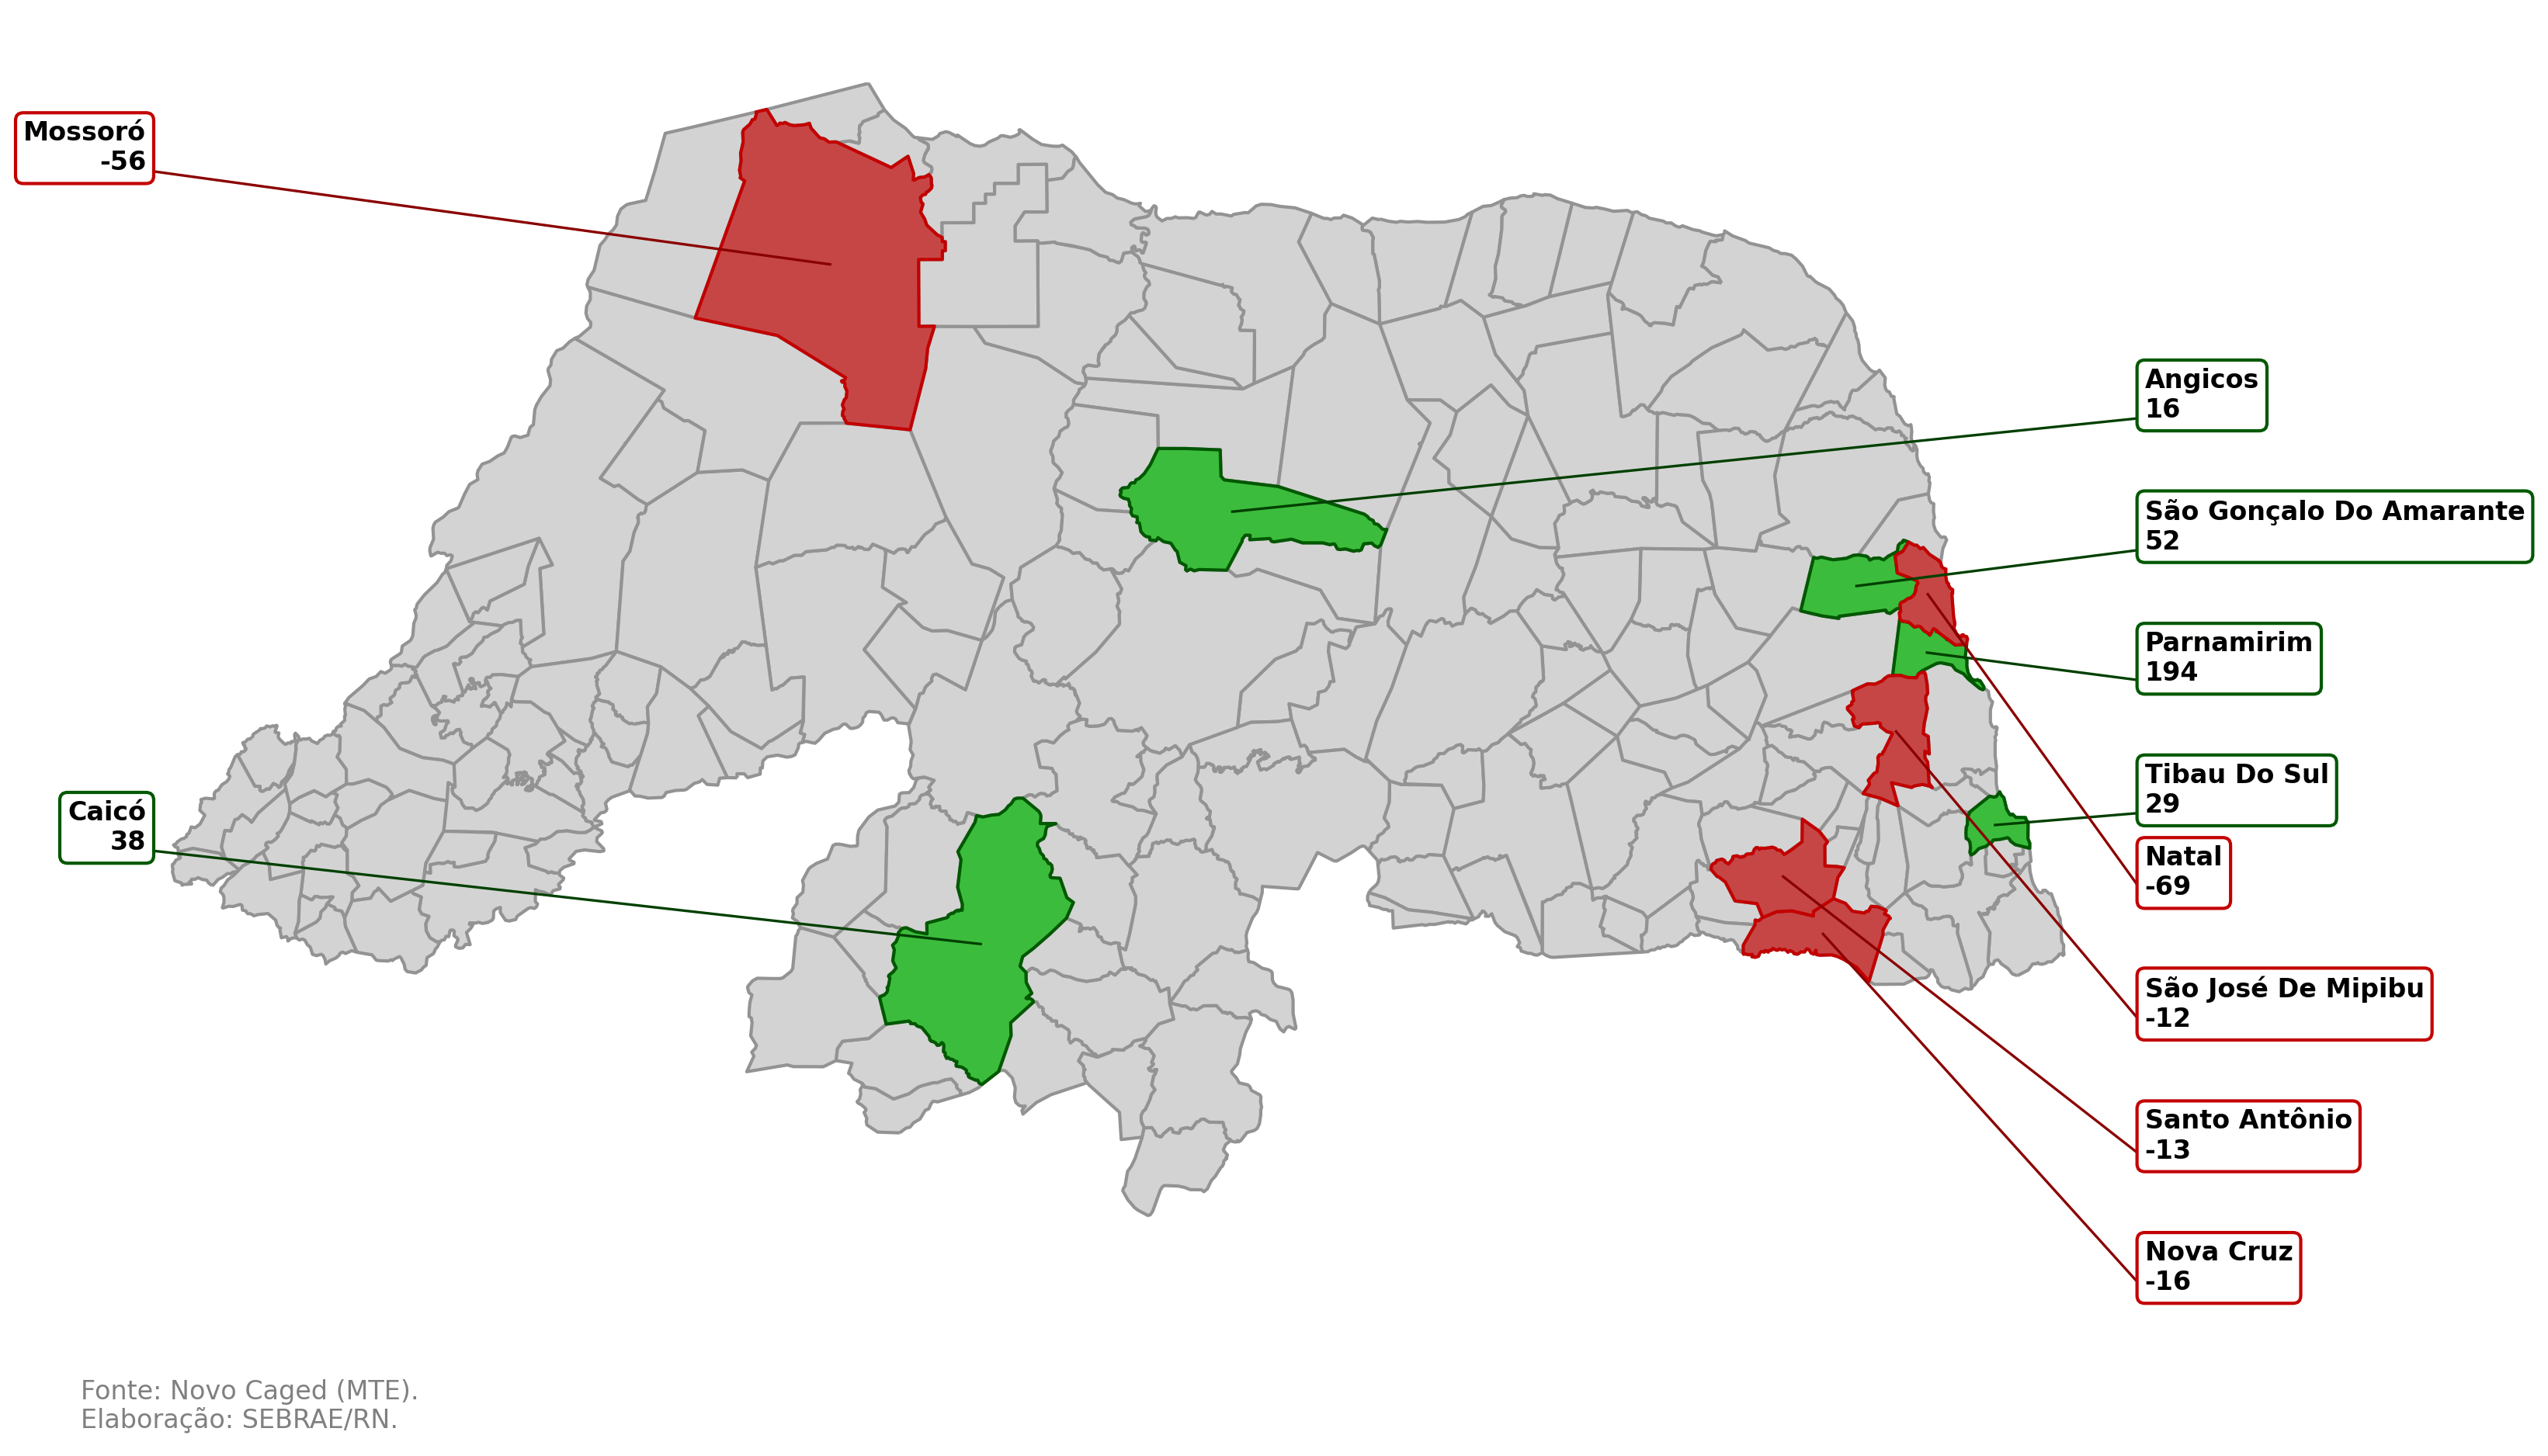 Mossoró
-56
Angicos
16
São Gonçalo Do Amarante
52
Parnamirim
194
Tibau Do Sul
29
Caicó
38
Natal
-69
São José De Mipibu
-12
Santo Antônio
-13
Nova Cruz
-16
Fonte: Novo Caged (MTE).
Elaboração: SEBRAE/RN.